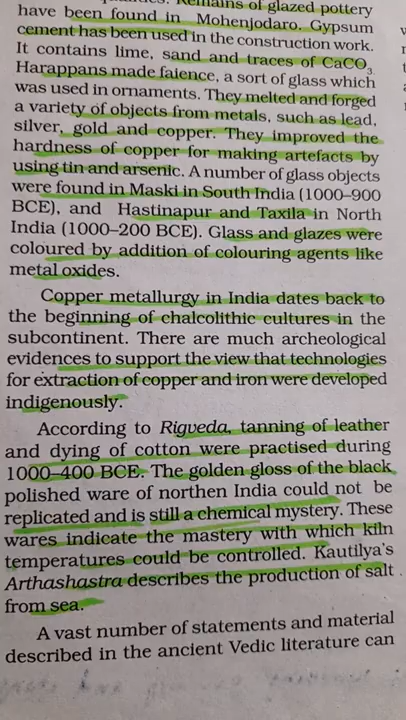 Remains of glazed pottery
have been found in Mohenjodaro. Gypsum
cement has been used in the construction work.
It contains lime, sand and traces of CaCO3.
Harappans made faience, a sort of glass which
was used in ornaments. They melted and forged
a variety of objects from metals, such as lead,
silver, gold and copper. They improved the
hardness of copper for making artefacts by
using tin and arsenic. A number of glass objects
were found in Maski in South India (1000–900
BCE), and Hastinapur and Taxila in North
India (1000–200 BCE). Glass and glazes were
coloured by addition of colouring agents like
metal oxides.
Copper metallurgy in India dates back to
the beginning of chalcolithic cultures in the
subcontinent. There are much archeological
evidences to support the view that technologies
for extraction of copper and iron were developed
indigenously.
According to Rigveda, tanning of leather
and dying of cotton were practised during
1000–400 BCE. The golden gloss of the black
polished ware of northen India could not be
replicated and is still a chemical mystery. These
wares indicate the mastery with which kiln
temperatures could be controlled. Kautilya's
Arthashastra describes the production of salt
from sea.
A vast number of statements and material
described in the ancient Vedic literature can